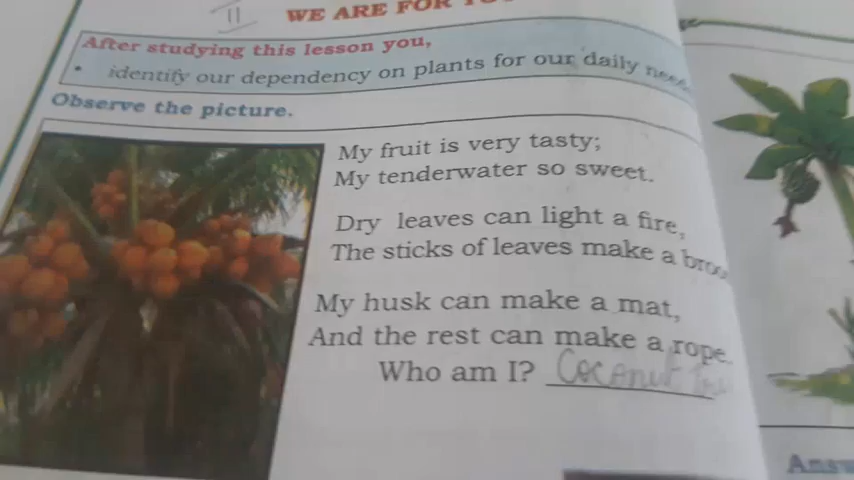 11
WE ARE FOR
After studying this lesson you,
• identify our dependency on plants for our daily
Observe the picture.
My fruit is very tasty;
My tenderwater so sweet.
Dry leaves can light a fire,
The sticks of leaves make a
My husk can make a mat,
And the rest can make a rope.
Who am I? Coconut